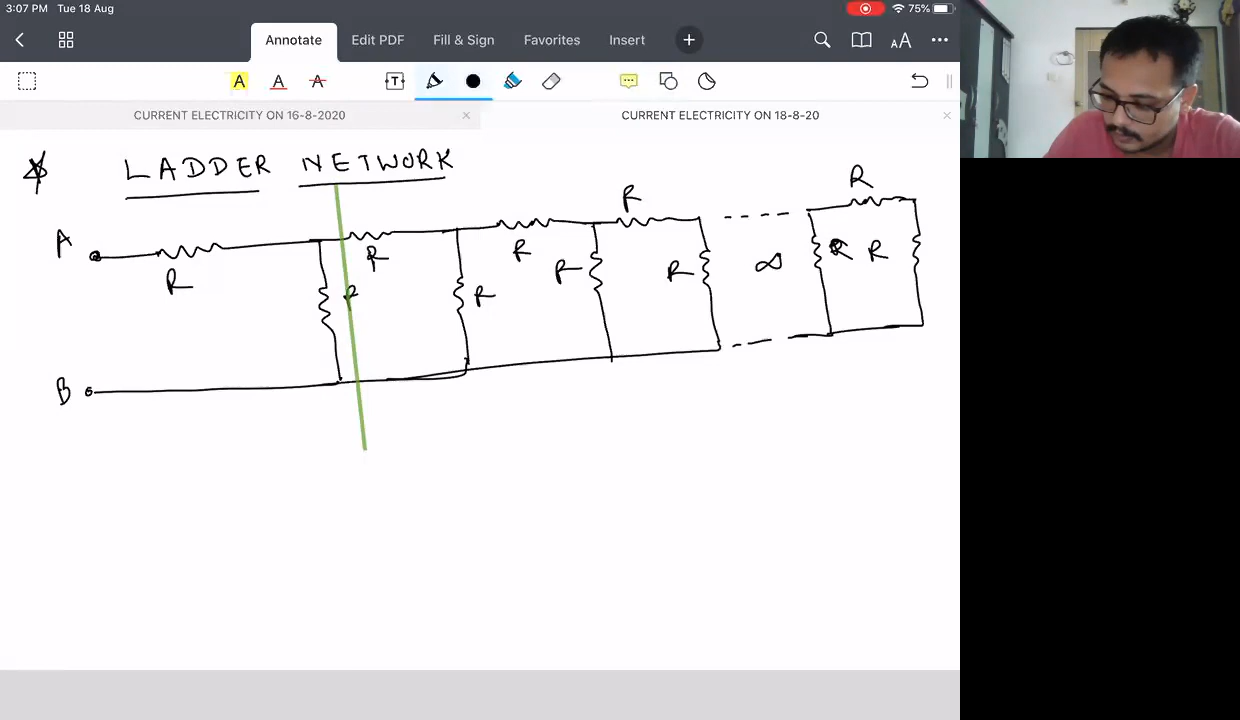 3:07 PM Tue 18 Aug
75%
Annotate Edit PDF Fill & Sign Favorites Insert
AA
A A A T
CURRENT ELECTRICITY ON 16-8-2020
CURRENT ELECTRICITY ON 18-8-20
LADDER NETWORK
R
R
A
R
R
R
R
R
R
R
∞
R
R
B